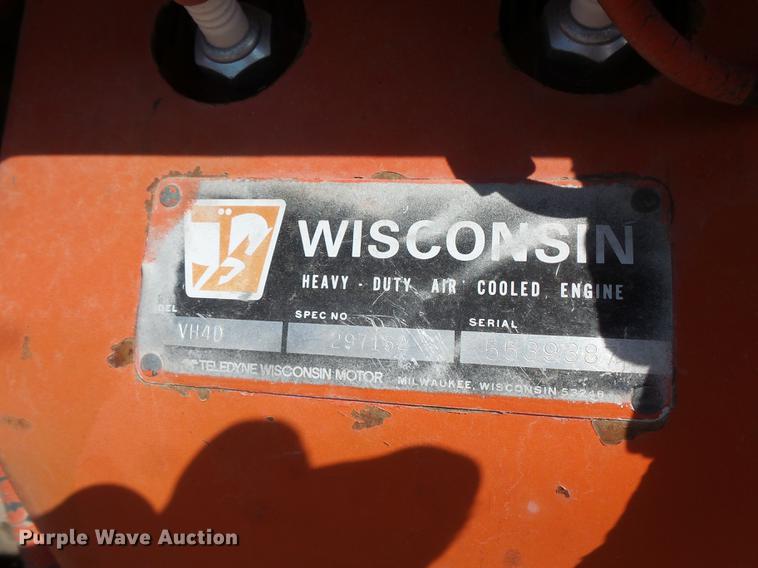 WISCONSIN
HEAVY - DUTY AIR COOLED ENGINE
DEL SPEC NO SERIAL
VH4D
TELEDYNE WISCONSIN MOTOR MILWAUKEE, WISCONSIN 53246
Purple Wave Auction